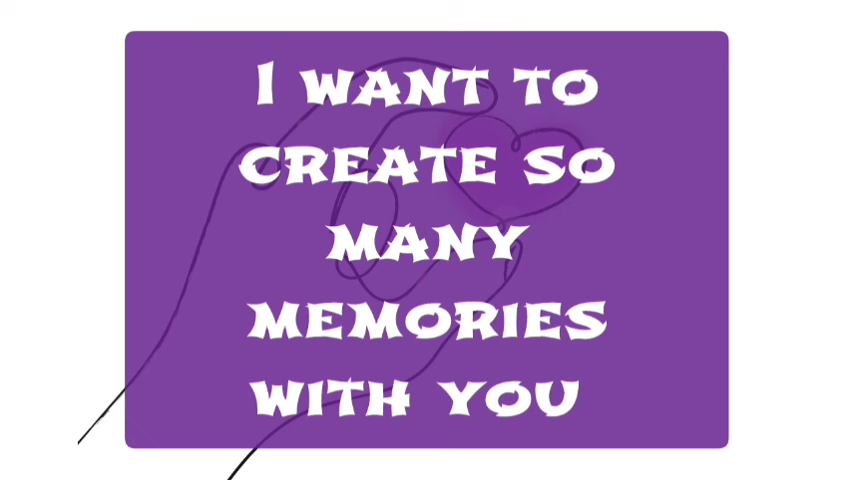 I WANT TO
CREATE SO
MANY
MEMORIES
WITH YOU